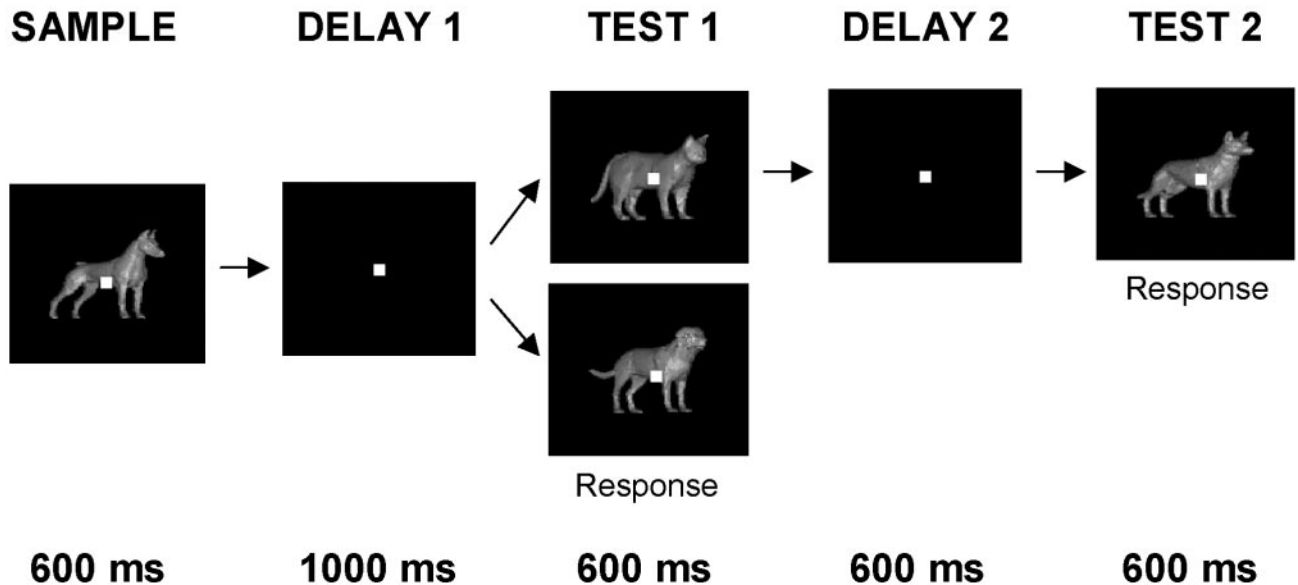 SAMPLE DELAY 1 TEST 1 DELAY 2 TEST 2
Response
Response
600 ms 1000 ms 600 ms 600 ms 600 ms